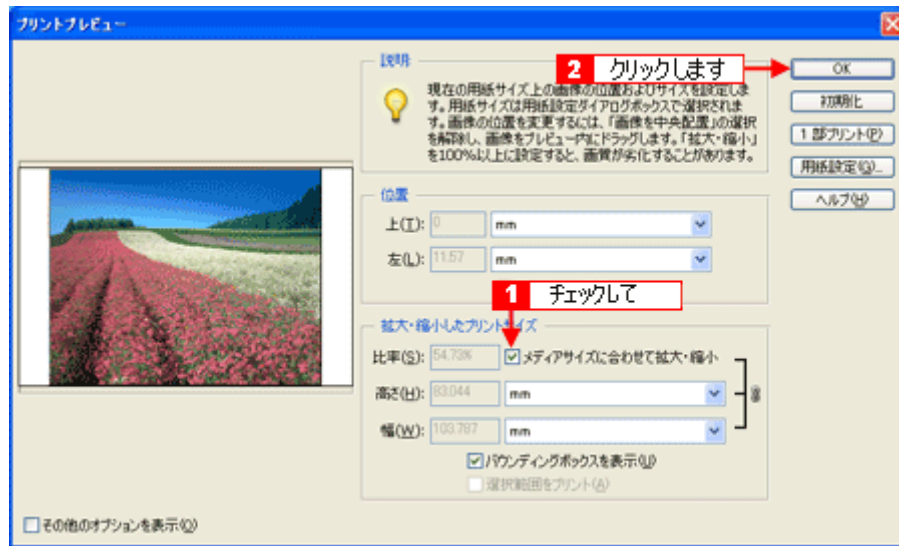 プリントプレビュー
説明
2 クリックします
OK
現在の用紙サイズ上の画像の位置およびサイズを設定しま
す。用紙サイズは用紙設定ダイアログボックスで選択されま
す。画像の位置を変更するには、「画像を中央配置」の選択
を解除し、画像をプレビュー内にドラッグします。「拡大・縮小」
を100%以上に設定すると、画質が劣化することがあります。
初期化
1 部プリント(P)
用紙設定(G)...
ヘルプ(H)
位置
上(T): 0 mm
左(L): 11.57 mm
1 チェックして
拡大・縮小したプリントサイズ
比率(S): 54.73% メディアサイズに合わせて拡大・縮小
高さ(H): 83.044 mm
幅(W): 103.787 mm
バウンディングボックスを表示(U)
選択範囲をプリント(A)
その他のオプションを表示(O)